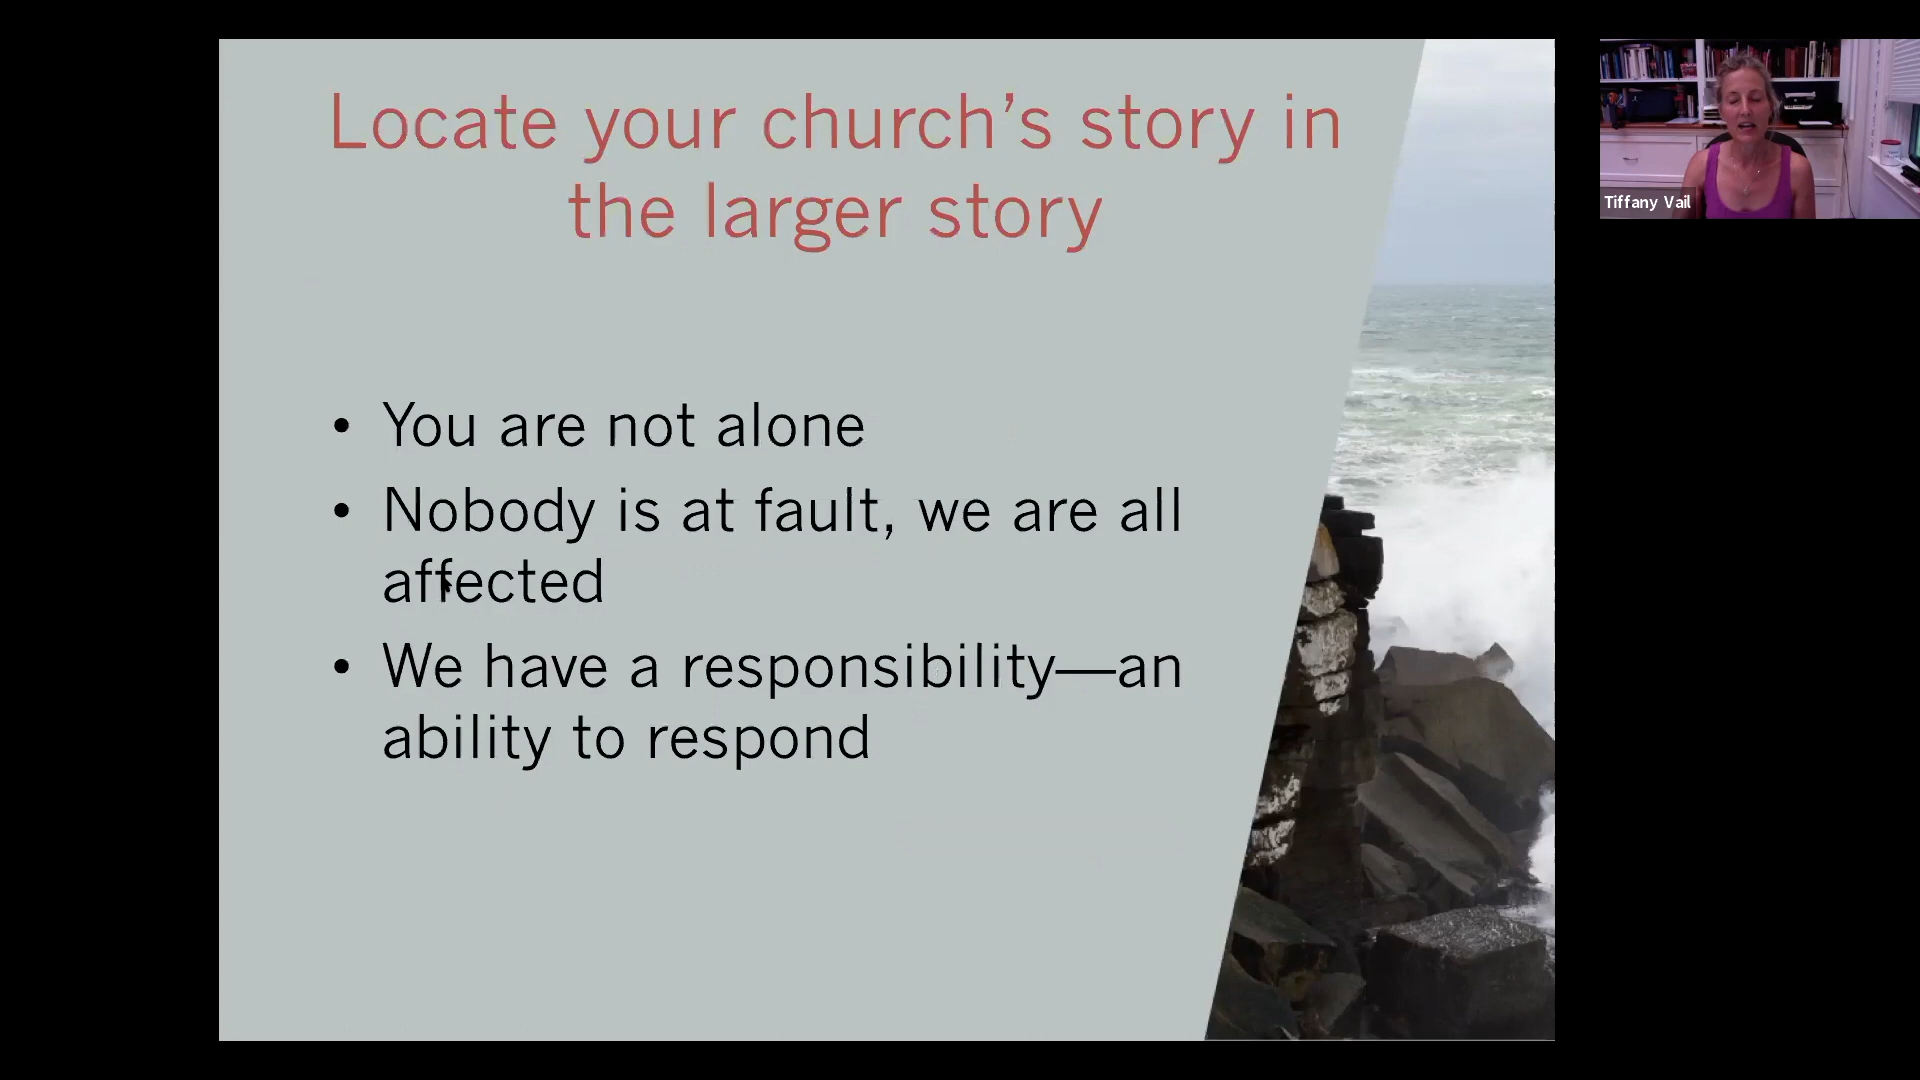 Locate your church’s story in
the larger story
• You are not alone
• Nobody is at fault, we are all
affected
• We have a responsibility—an
ability to respond
Tiffany Vail